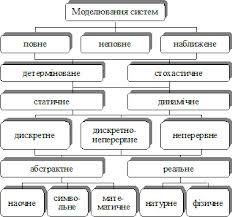 Моделювання систем
повне неповне наближене
детерміноване стохастичне
статичне динамічне
дискретне дискретно- неперервне неперервне
абстрактне реальне
наочне симво- льне мате- матичне натурне фізичне